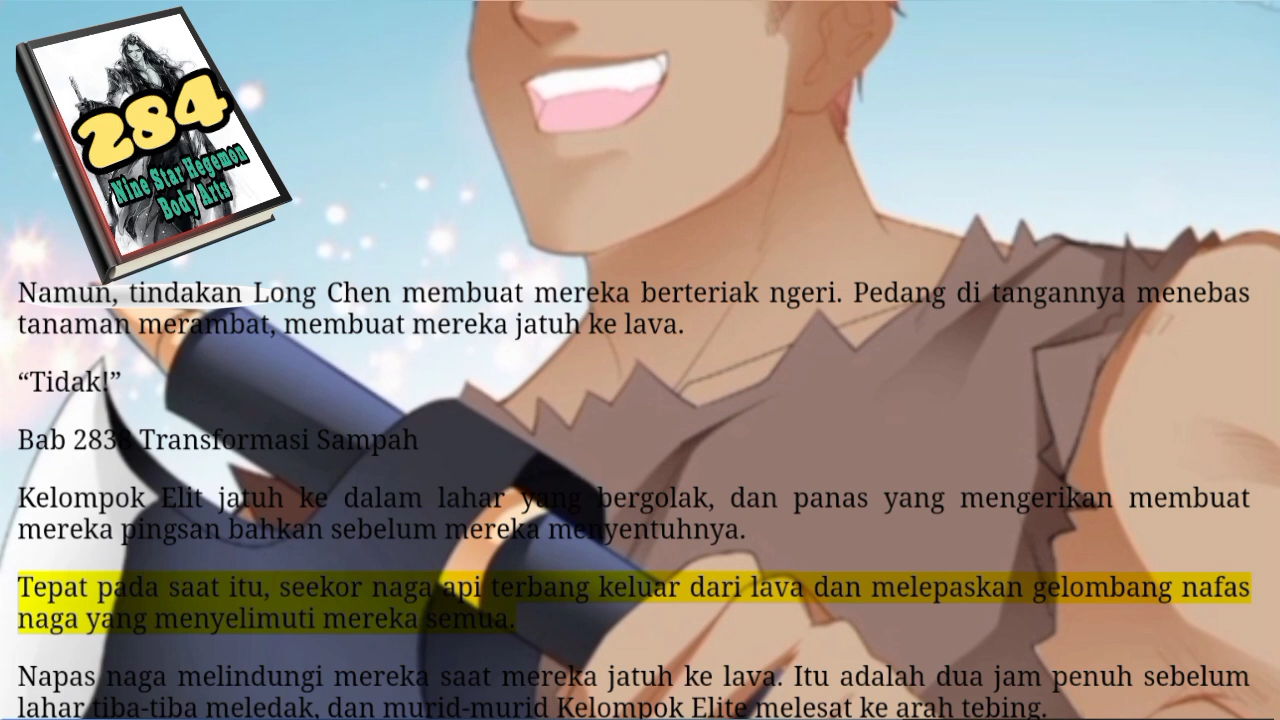 284
Nine Star Hegemon
Body Arts
Namun, tindakan Long Chen membuat mereka berteriak ngeri. Pedang di tangannya menebas
tanaman merambat, membuat mereka jatuh ke lava.
“Tidak!”
Bab 2838 Transformasi Sampah
Kelompok Elit jatuh ke dalam lahar yang bergolak, dan panas yang mengerikan membuat
mereka pingsan bahkan sebelum mereka menyentuhnya.
Tepat pada saat itu, seekor naga api terbang keluar dari lava dan melepaskan gelombang nafas
naga yang menyelimuti mereka semua.
Napas naga melindungi mereka saat mereka jatuh ke lava. Itu adalah dua jam penuh sebelum
lahar tiba-tiba meledak, dan murid-murid Kelompok Elite melesat ke arah tebing.